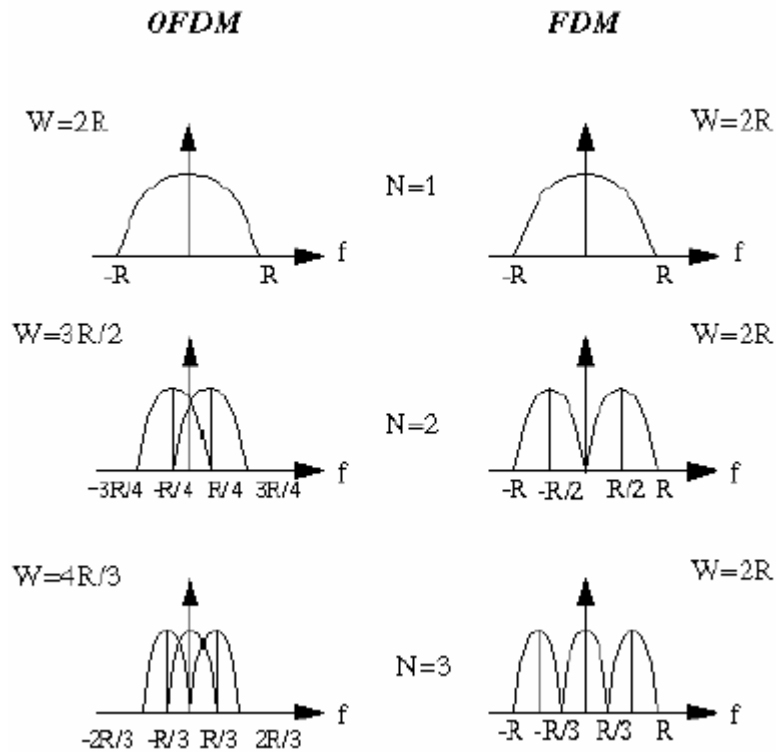 OFDM FDM
W=2R W=2R
N=1
f f
-R R -R R
W=3R/2 W=2R
N=2
f f
-3R/4 -R/4 R/4 3R/4 -R -R/2 R/2 R
W=4R/3 W=2R
N=3
f f
-2R/3 -R/3 R/3 2R/3 -R -R/3 R/3 R